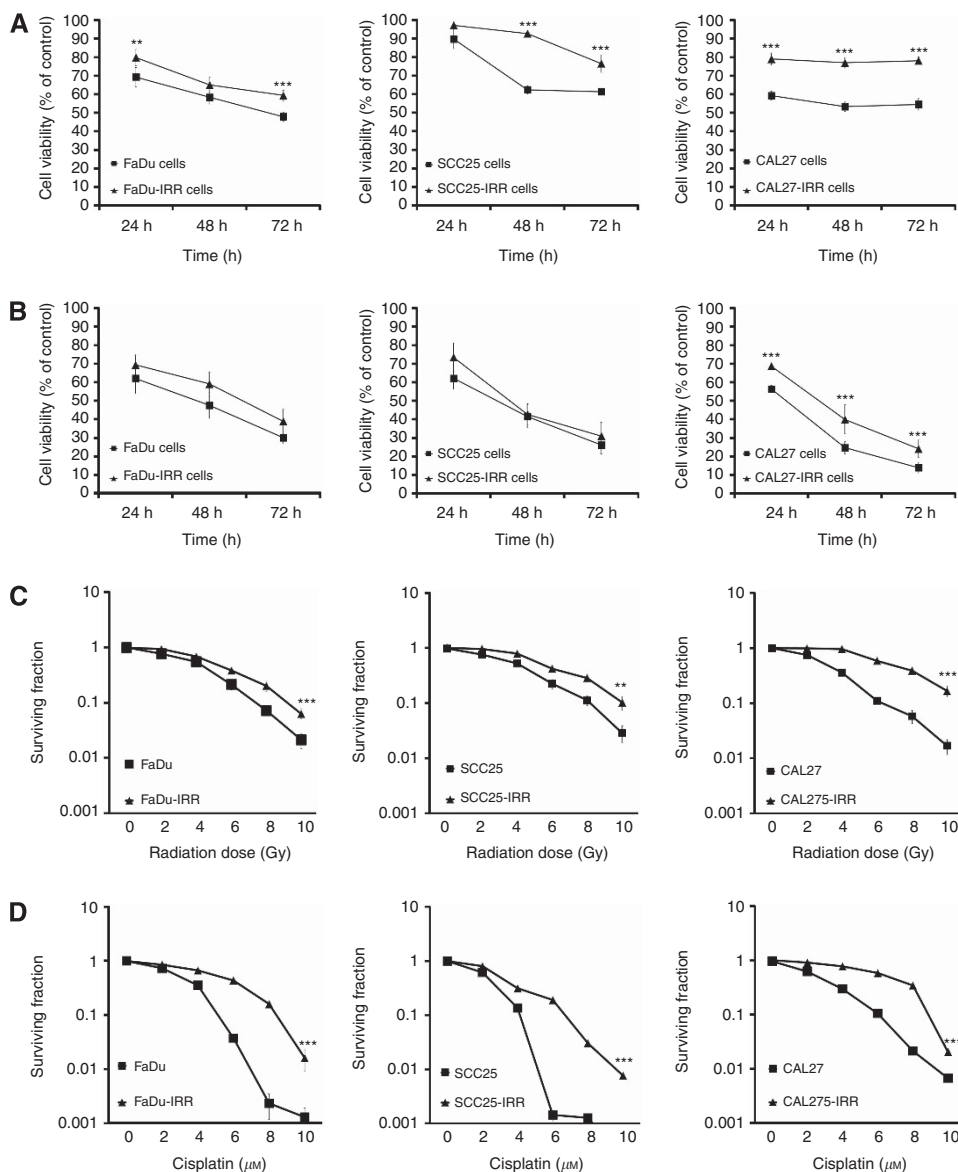 A
Cell viability (% of control)
100
90
80
70
60
50
40
30
20
10
0
**
***
FaDu cells
FaDu-IRR cells
24 h 48 h 72 h
Time (h)
Cell viability (% of control)
100
90
80
70
60
50
40
30
20
10
0
***
***
SCC25 cells
SCC25-IRR cells
24 h 48 h 72 h
Time (h)
Cell viability (% of control)
100
90
80
70
60
50
40
30
20
10
0
*** *** ***
CAL27 cells
CAL27-IRR cells
24 h 48 h 72 h
Time (h)
B
Cell viability (% of control)
100
90
80
70
60
50
40
30
20
10
0
FaDu cells
FaDu-IRR cells
24 h 48 h 72 h
Time (h)
Cell viability (% of control)
100
90
80
70
60
50
40
30
20
10
0
SCC25 cells
SCC25-IRR cells
24 h 48 h 72 h
Time (h)
Cell viability (% of control)
100
90
80
70
60
50
40
30
20
10
0
***
***
***
CAL27 cells
CAL27-IRR cells
24 h 48 h 72 h
Time (h)
C
Surviving fraction
10
1
0.1
0.01
0.001
***
FaDu
FaDu-IRR
0 2 4 6 8 10
Radiation dose (Gy)
Surviving fraction
10
1
0.1
0.01
0.001
**
SCC25
SCC25-IRR
0 2 4 6 8 10
Radiation dose (Gy)
Surviving fraction
10
1
0.1
0.01
0.001
***
CAL27
CAL275-IRR
0 2 4 6 8 10
Radiation dose (Gy)
D
Surviving fraction
10
1
0.1
0.01
0.001
***
FaDu
FaDu-IRR
0 2 4 6 8 10
Cisplatin (μM)
Surviving fraction
10
1
0.1
0.01
0.001
***
SCC25
SCC25-IRR
0 2 4 6 8 10
Cisplatin (μM)
Surviving fraction
10
1
0.1
0.01
0.001
***
CAL27
CAL275-IRR
0 2 4 6 8 10
Cisplatin (μM)